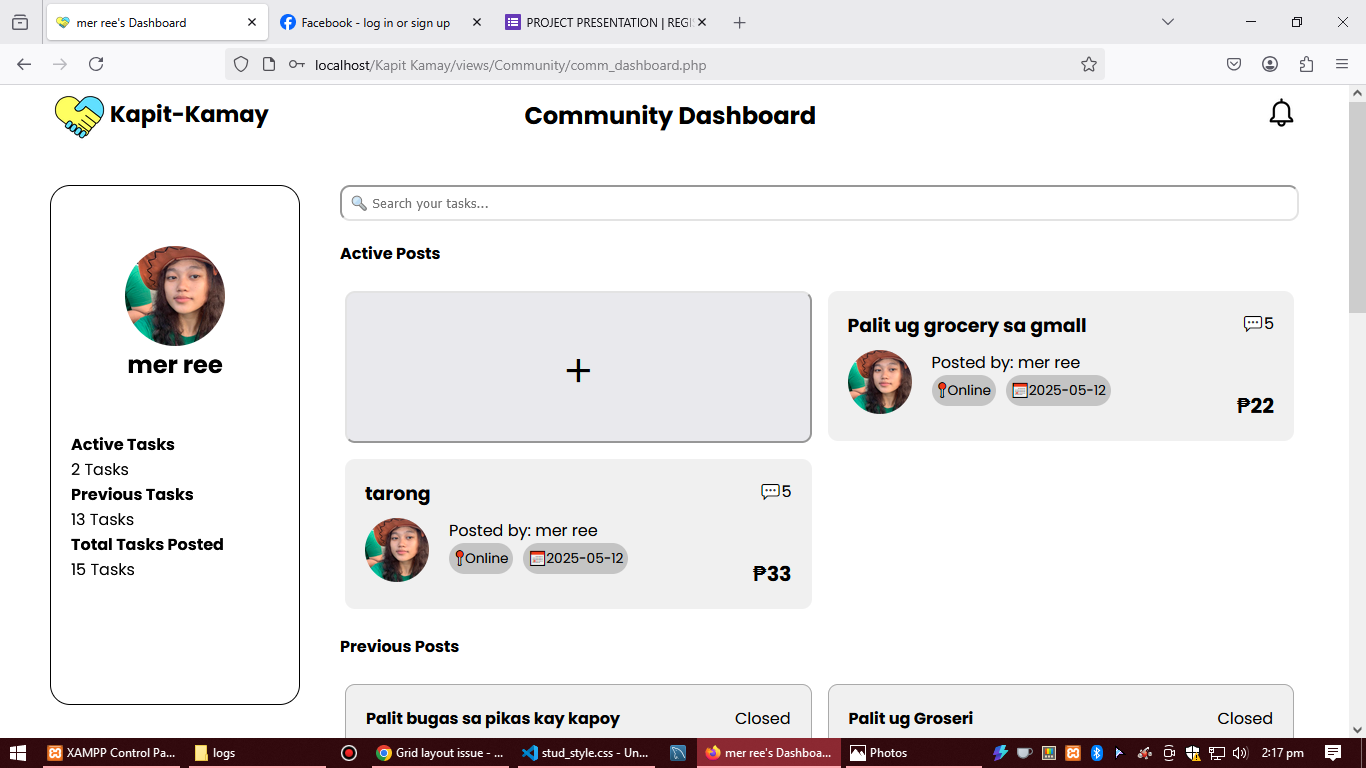 mer ree's Dashboard
Facebook - log in or sign up
PROJECT PRESENTATION | REGI
localhost/Kapit Kamay/views/Community/comm_dashboard.php
Kapit-Kamay
Community Dashboard
Search your tasks...
mer ree
Active Tasks
2 Tasks
Previous Tasks
13 Tasks
Total Tasks Posted
15 Tasks
Active Posts
+
Palit ug grocery sa gmall
5
Posted by: mer ree
Online
2025-05-12
₱22
tarong
5
Posted by: mer ree
Online
2025-05-12
₱33
Previous Posts
Palit bugas sa pikas kay kapoy
Closed
Palit ug Groseri
Closed
XAMPP Control Pa...
logs
Grid layout issue - ...
stud_style.css - Un...
mer ree's Dashboa...
Photos
2:17 pm